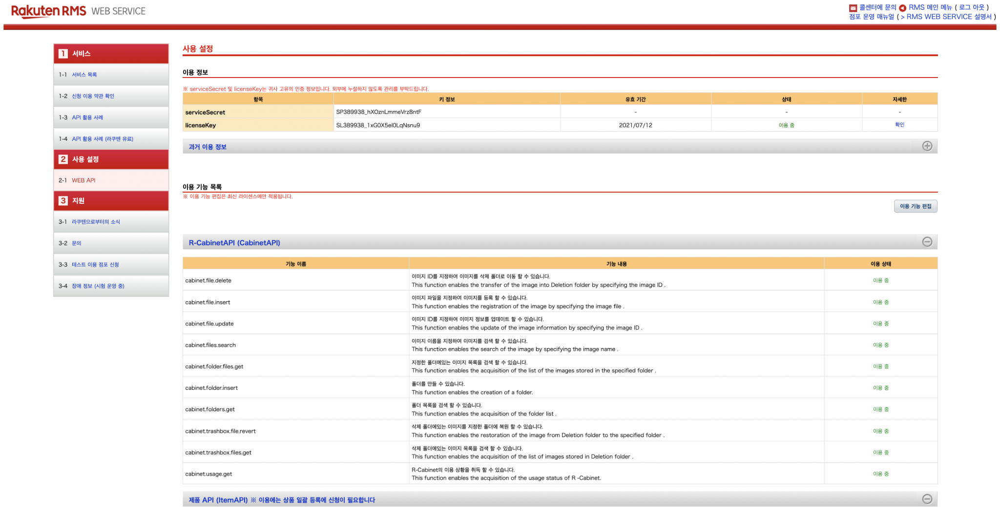 Rakuten RMS WEB SERVICE
콜센터에 문의 RMS 메인 메뉴 ( 로그 아웃 )
점포 운영 매뉴얼 ( > RMS WEB SERVICE 설명서 )
1 서비스
1-1 서비스 목록
1-2 신청 이용 약관 확인
1-3 API 활용 사례
1-4 API 활용 사례 (라쿠텐 유료)
2 사용 설정
2-1 WEB API
3 지원
3-1 라쿠텐으로부터의 소식
3-2 문의
3-3 테스트 이용 점포 신청
3-4 장애 정보 (시험 운영 중)
사용 설정
이용 정보
※ serviceSecret 및 licenseKey는 귀사 고유의 인증 정보입니다. 외부에 누설하지 않도록 관리를 부탁드립니다.
항목 키 정보 유효 기간 상태 자세한
serviceSecret SP389938_hXOznLmmeVrz8ntF - - -
licenseKey SL389938_1xG0X5el0LqNsnu9 2021/07/12 이용 중 확인
과거 이용 정보
이용 기능 목록
※ 이용 기능 편집은 최신 라이센스에만 적용됩니다.
이용 기능 편집
R-CabinetAPI (CabinetAPI)
기능 이름 기능 내용 이용 상태
cabinet.file.delete 이미지 ID를 지정하여 이미지를 삭제 폴더로 이동 할 수 있습니다. 이용 중
This function enables the transfer of the image into Deletion folder by specifying the image ID .
cabinet.file.insert 이미지 파일을 지정하여 이미지를 등록 할 수 있습니다. 이용 중
This function enables the registration of the image by specifying the image file .
cabinet.file.update 이미지 ID를 지정하여 이미지 정보를 업데이트 할 수 있습니다. 이용 중
This function enables the update of the image information by specifying the image ID .
cabinet.files.search 이미지 이름을 지정하여 이미지를 검색 할 수 있습니다. 이용 중
This function enables the search of the image by specifying the image name .
cabinet.folder.files.get 지정한 폴더에있는 이미지 목록을 검색 할 수 있습니다. 이용 중
This function enables the acquisition of the list of the images stored in the specified folder .
cabinet.folder.insert 폴더를 만들 수 있습니다. 이용 중
This function enables the creation of a folder.
cabinet.folders.get 폴더 목록을 검색 할 수 있습니다. 이용 중
This function enables the acquisition of the folder list .
cabinet.trashbox.file.revert 삭제 폴더에있는 이미지를 지정한 폴더에 복원 할 수 있습니다. 이용 중
This function enables the restoration of the image from Deletion folder to the specified folder .
cabinet.trashbox.files.get 삭제 폴더에있는 이미지 목록을 검색 할 수 있습니다. 이용 중
This function enables the acquisition of the list of images stored in Deletion folder .
cabinet.usage.get R-Cabinet의 이용 상황을 취득 할 수 있습니다. 이용 중
This function enables the acquisition of the usage status of R -Cabinet.
제품 API (ItemAPI) ※ 이용에는 상품 일괄 등록에 신청이 필요합니다